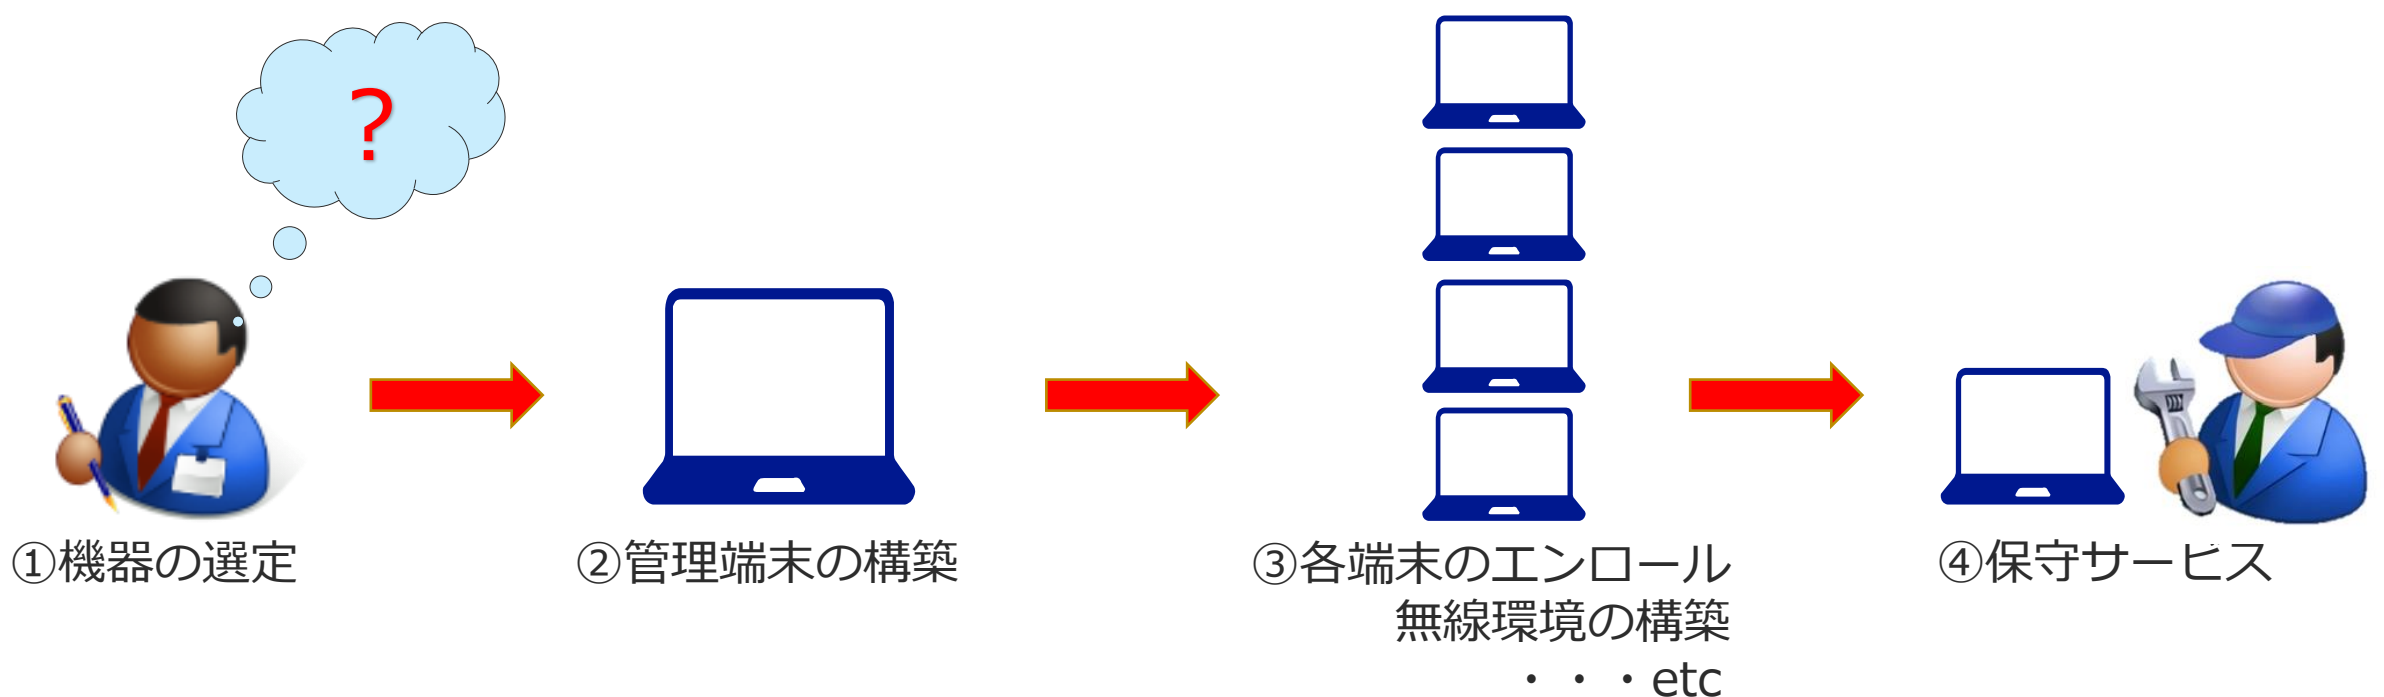 ?
①機器の選定
②管理端末の構築
③各端末のエンロール
無線環境の構築
・・・etc
④保守サービス